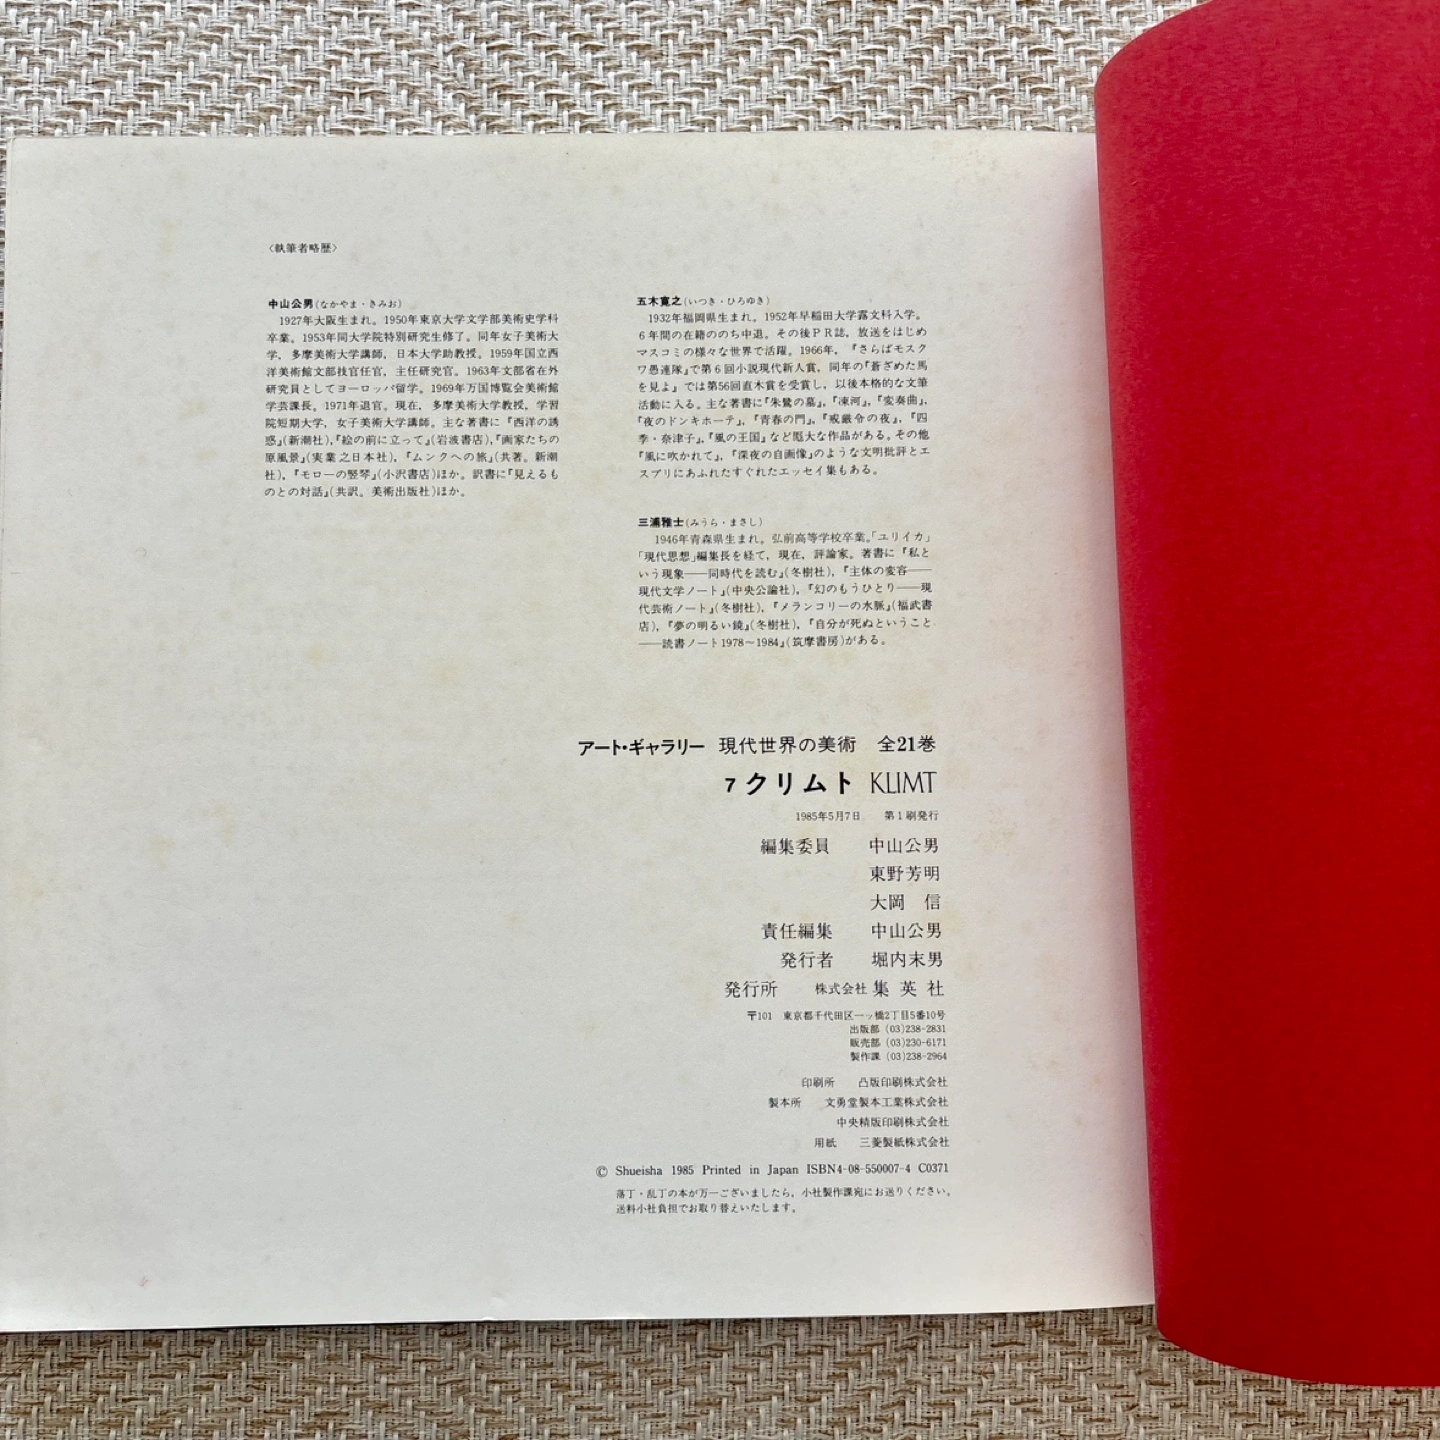 〈執筆者略歴〉
中山公男(なかやま・きみお)
1927年大阪生まれ。1950年東京大学文学部美術史学科
卒業。1953年同大学院特別研究生修了。同年女子美術大
学，多摩美術大学講師，日本大学助教授。1959年国立西
洋美術館文部技官任官，主任研究官。1963年文部省在外
研究員としてヨーロッパ留学。1969年万国博覧会美術館
学芸課長。1971年退官。現在，多摩美術大学教授，学習
院短期大学，女子美術大学講師。主な著書に『西洋の誘
惑』(新潮社)，『絵の前に立って』(岩波書店)，『画家たちの
原風景』(実業之日本社)，『ムンクへの旅』(共著。新潮
社)，『モローの竪琴』(小沢書店)ほか。訳書に『見えるも
のとの対話』(共訳。美術出版社)ほか。
五木寛之(いつき・ひろゆき)
1932年福岡県生まれ。1952年早稲田大学露文科入学。
6年間の在籍ののち中退。その後ＰＲ誌，放送をはじめ
マスコミの様々な世界で活躍。1966年，『さらばモスク
ワ愚連隊』で第6回小説現代新人賞，同年の『蒼ざめた馬
を見よ』では第56回直木賞を受賞し，以後本格的な文筆
活動に入る。主な著書に『朱鷺の墓』，『凍河』，『変奏曲』，
『夜のドンキホーテ』，『青春の門』，『戒厳令の夜』，『四
季・奈津子』，『風の王国』など厖大な作品がある。その他
『風に吹かれて』，『深夜の自画像』のような文明批評とエ
スプリにあふれたすぐれたエッセイ集もある。
三浦雅士(みうら・まさし)
1946年青森県生まれ。弘前高等学校卒業。「ユリイカ」
「現代思想」編集長を経て，現在，評論家。著書に『私と
いう現象——同時代を読む』(冬樹社)，『主体の変容——
現代文学ノート』(中央公論社)，『幻のもうひとり——現
代芸術ノート』(冬樹社)，『メランコリーの水脈』(福武書
店)，『夢の明るい鏡』(冬樹社)，『自分が死ぬということ
——読書ノート1978〜1984』(筑摩書房)がある。
アート・ギャラリー 現代世界の美術 全21巻
7 クリムト KLIMT
1985年5月7日 第1刷発行
編集委員 中山公男
東野芳明
大岡 信
責任編集 中山公男
発行者 堀内末男
発行所 株式会社 集英社
〒101 東京都千代田区一ッ橋2丁目5番10号
出版部 (03)238-2831
販売部 (03)230-6171
製作課 (03)238-2964
印刷所 凸版印刷株式会社
製本所 文勇堂製本工業株式会社
中央精版印刷株式会社
用紙 三菱製紙株式会社
© Shueisha 1985 Printed in Japan ISBN4-08-550007-4 C0371
落丁・乱丁の本が万一ございましたら，小社製作課宛にお送りください。
送料小社負担でお取り替えいたします。